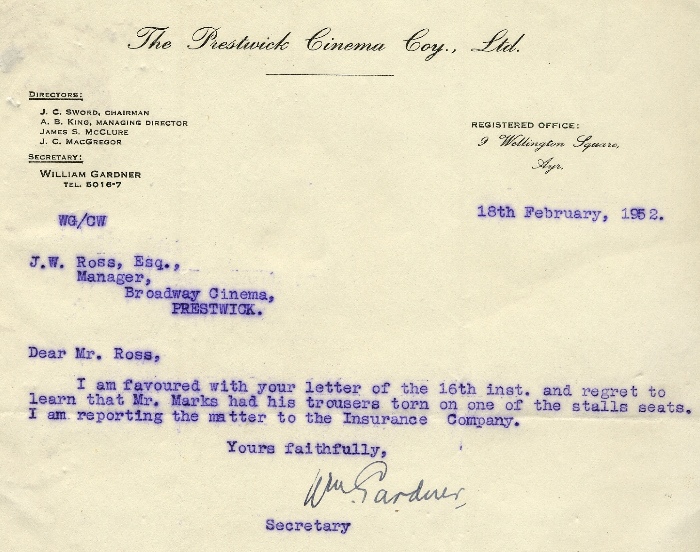 The Prestwick Cinema Coy., Ltd.
DIRECTORS:
J. C. SWORD, CHAIRMAN
A. B. KING, MANAGING DIRECTOR
JAMES S. McCLURE
J. C. MACGREGOR
SECRETARY:
WILLIAM GARDNER
TEL. 5016-7
REGISTERED OFFICE:
9 Wellington Square,
Ayr.
WG/CW
18th February, 1952.
J.W. Ross, Esq.,
Manager,
Broadway Cinema,
PRESTWICK.
Dear Mr. Ross,
I am favoured with your letter of the 16th inst. and regret to
learn that Mr. Marks had his trousers torn on one of the stalls seats.
I am reporting the matter to the Insurance Company.
Yours faithfully,
Wm. Gardner,
Secretary